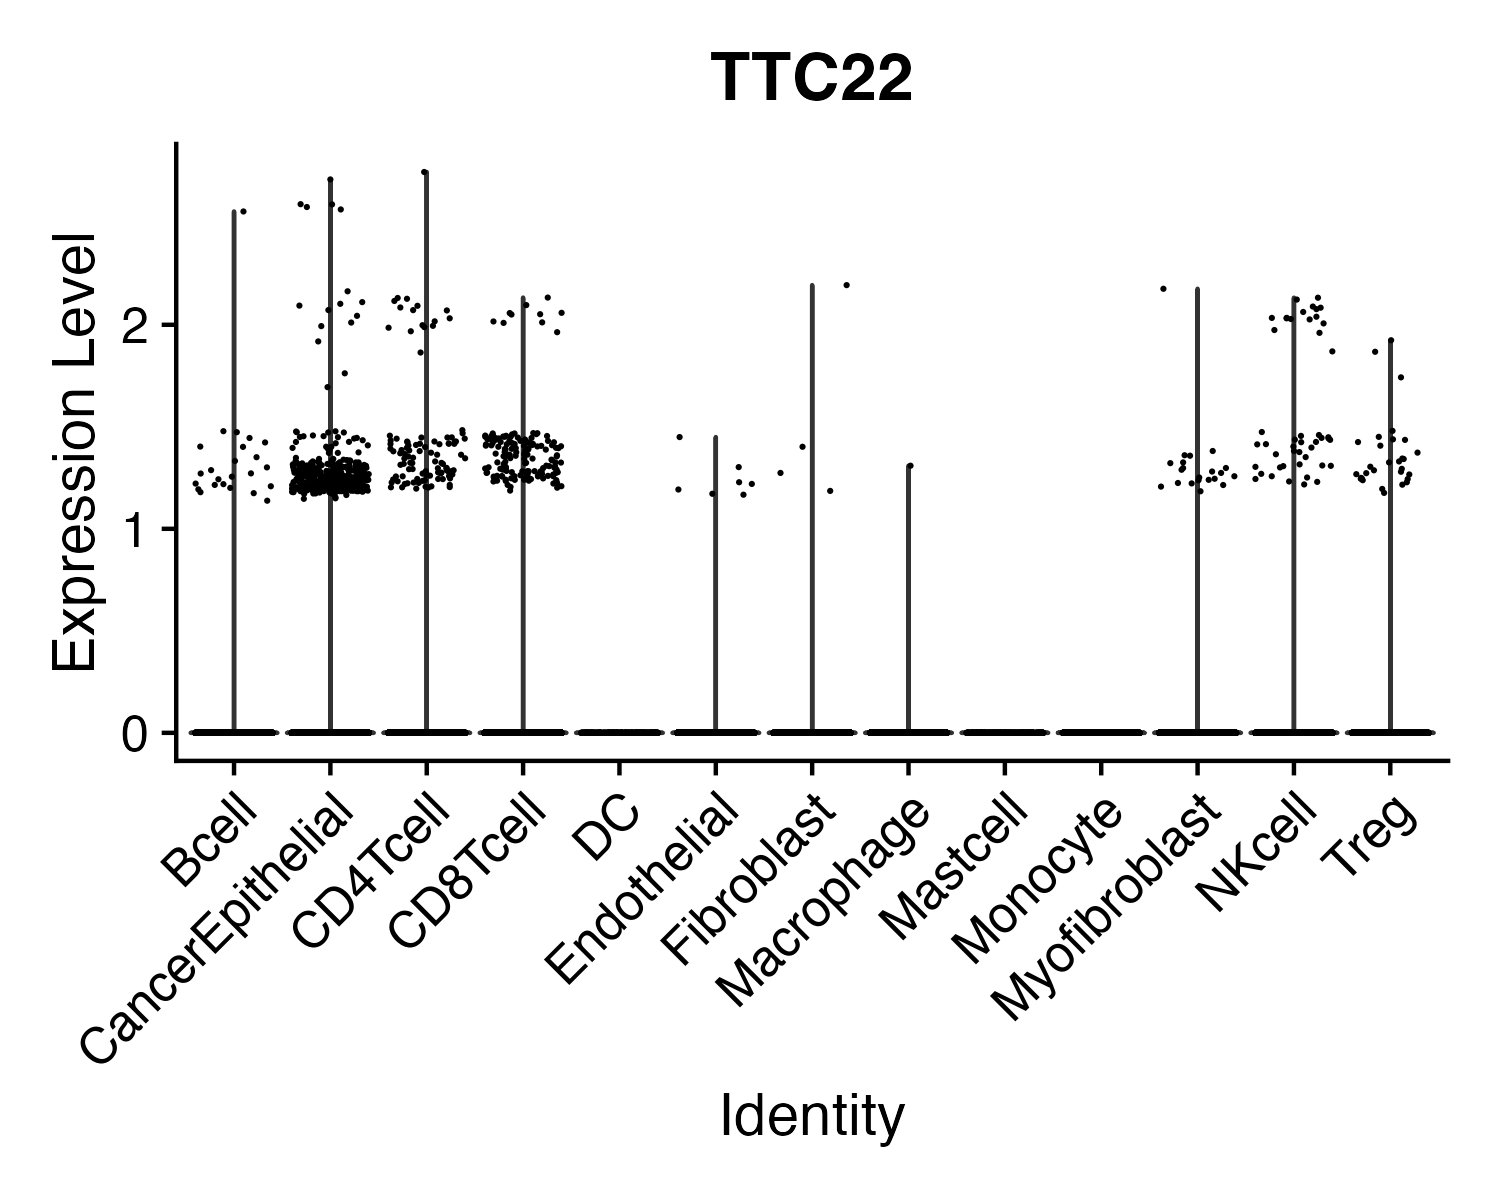 TTC22
Expression Level
2
1
0
Bcell
CancerEpithelial
CD4Tcell
CD8Tcell
DC
Endothelial
Fibroblast
Macrophage
Mastcell
Monocyte
Myofibroblast
NKcell
Treg
Identity